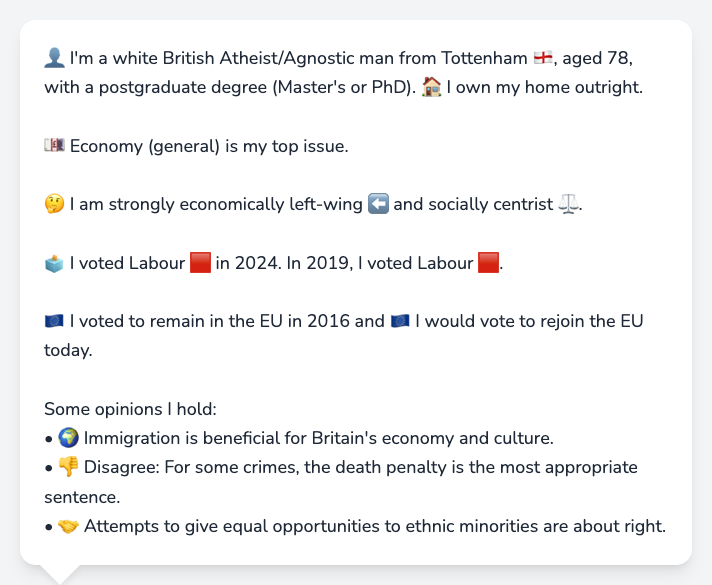 👤 I'm a white British Atheist/Agnostic man from Tottenham 🏴󠁧󠁢󠁥󠁮󠁧󠁿, aged 78,
with a postgraduate degree (Master's or PhD). 🏠 I own my home outright.
💷 Economy (general) is my top issue.
🤔 I am strongly economically left-wing ⬅️ and socially centrist ⚖️.
🗳️ I voted Labour 🟥 in 2024. In 2019, I voted Labour 🟥.
🇪🇺 I voted to remain in the EU in 2016 and 🇪🇺 I would vote to rejoin the EU
today.
Some opinions I hold:
• 🌍 Immigration is beneficial for Britain's economy and culture.
• 👎 Disagree: For some crimes, the death penalty is the most appropriate
sentence.
• 🤝 Attempts to give equal opportunities to ethnic minorities are about right.